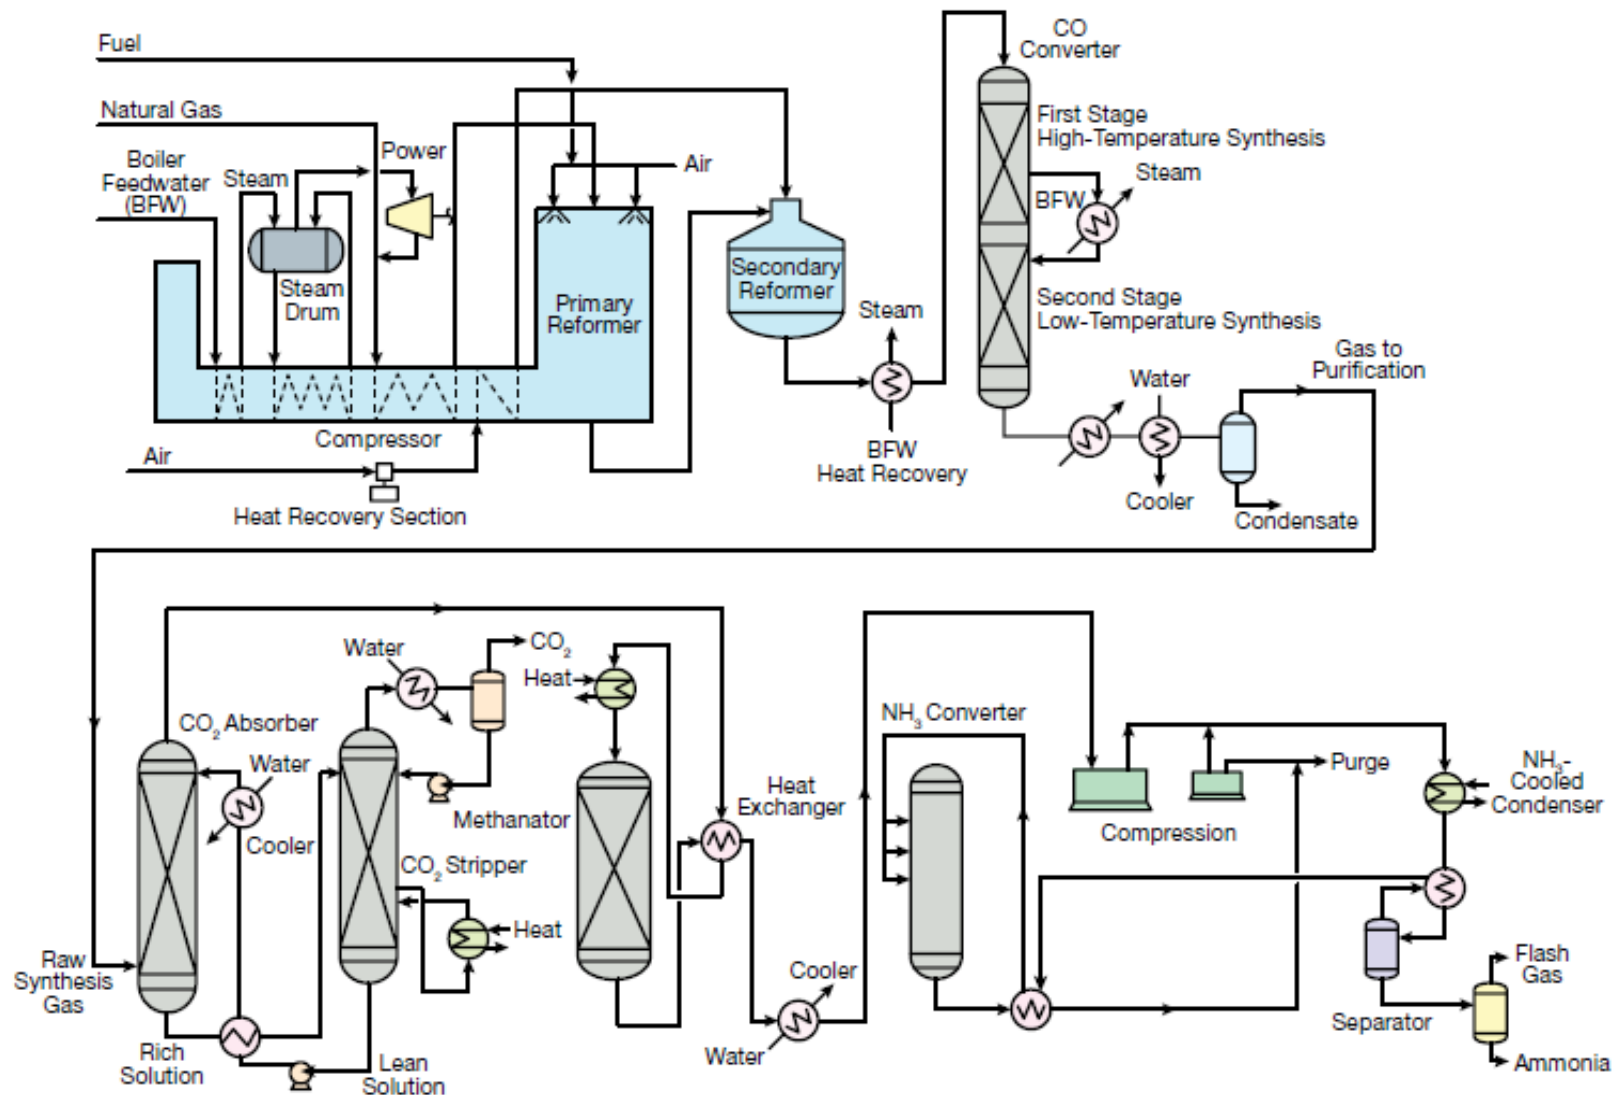 Fuel
Natural Gas
Boiler
Feedwater
(BFW)
Steam
Power
Steam
Drum
Air
Primary
Reformer
Compressor
Air
Heat Recovery Section
Secondary
Reformer
Steam
BFW
Heat Recovery
CO
Converter
First Stage
High-Temperature Synthesis
Steam
BFW
Second Stage
Low-Temperature Synthesis
Water
Cooler
Gas to
Purification
Condensate
CO₂ Absorber
Water
Cooler
Raw
Synthesis
Gas
Rich
Solution
Lean
Solution
Water
CO₂
CO₂ Stripper
Heat
Heat
Methanator
Heat
Exchanger
Cooler
Water
NH₃ Converter
Compression
Purge
NH₃-
Cooled
Condenser
Separator
Flash
Gas
Ammonia